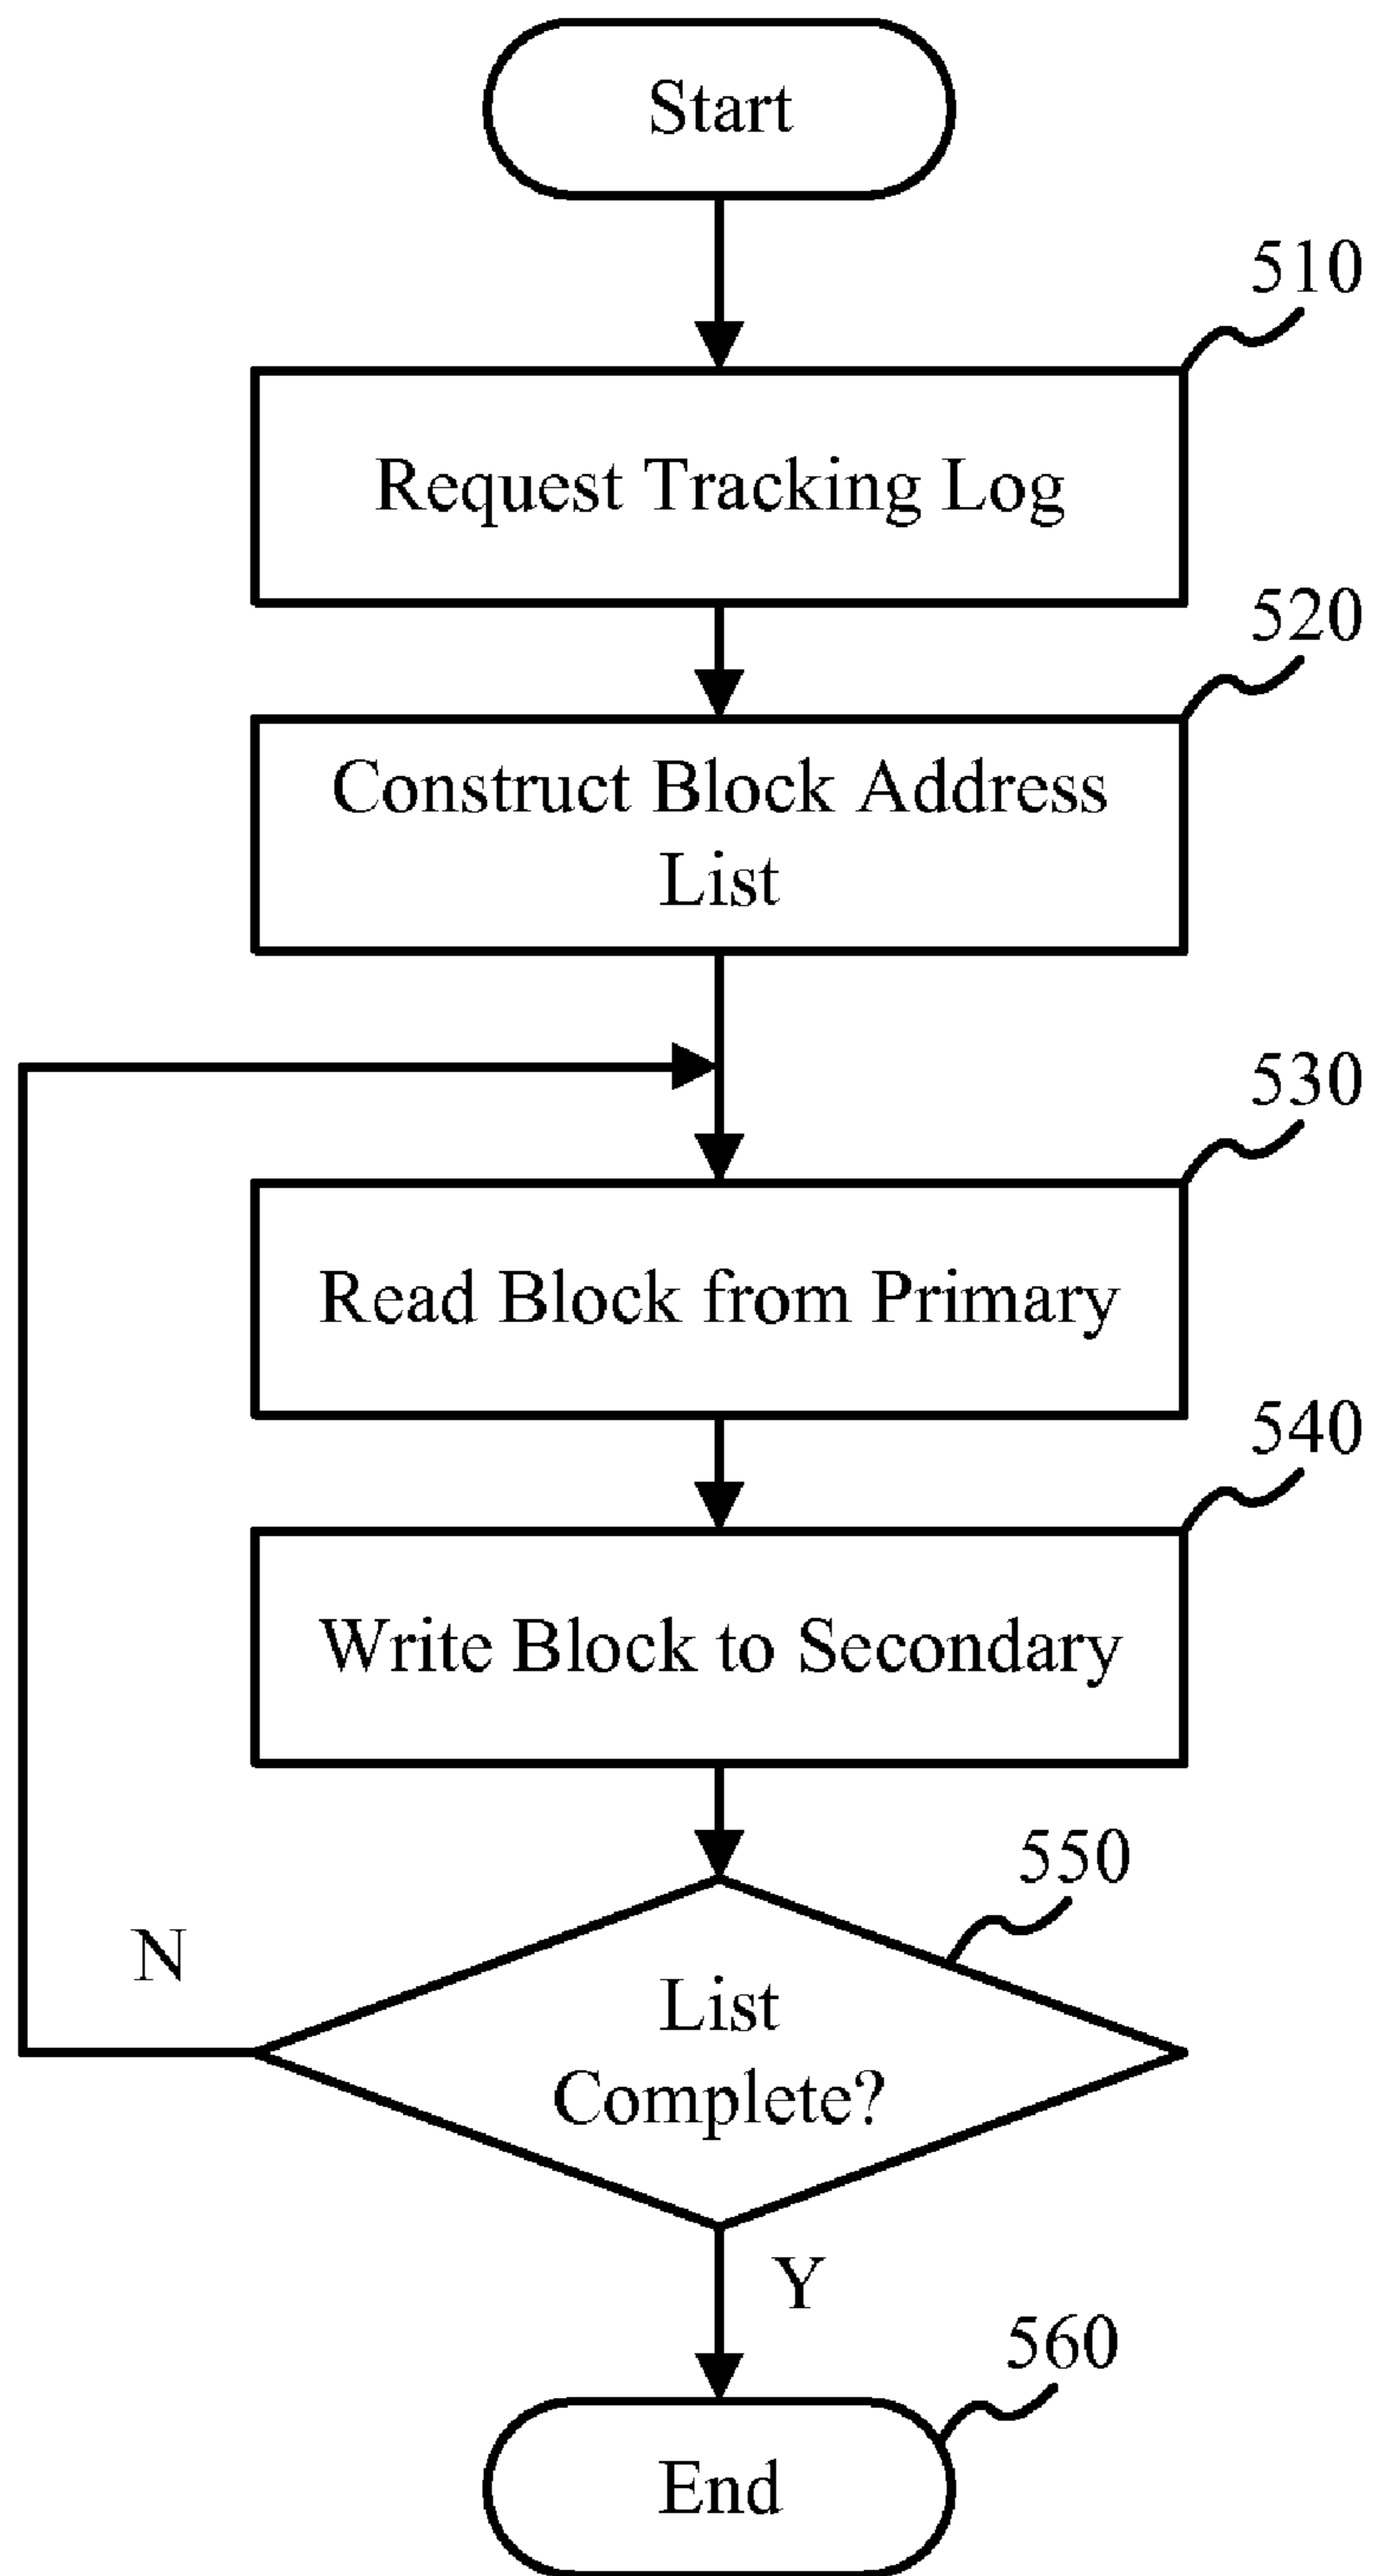 Start
510
Request Tracking Log
520
Construct Block Address
List
530
Read Block from Primary
540
Write Block to Secondary
550
N
List
Complete?
Y
560
End